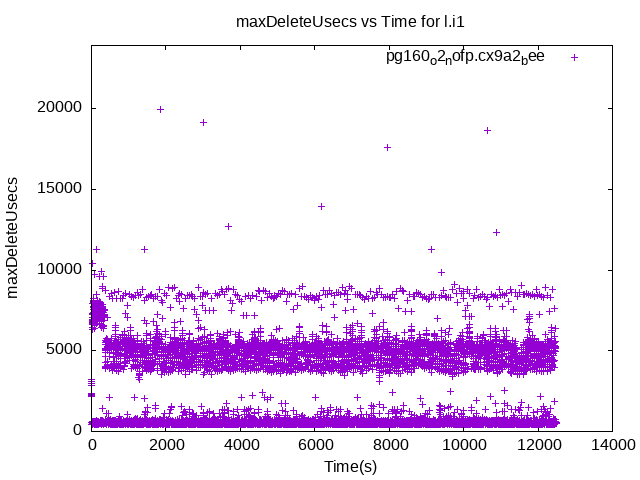 maxDeleteUsecs vs Time for l.i1
pg160_o2_nofp.cx9a2_bee
20000
15000
10000
5000
0
maxDeleteUsecs
0 2000 4000 6000 8000 10000 12000 14000
Time(s)